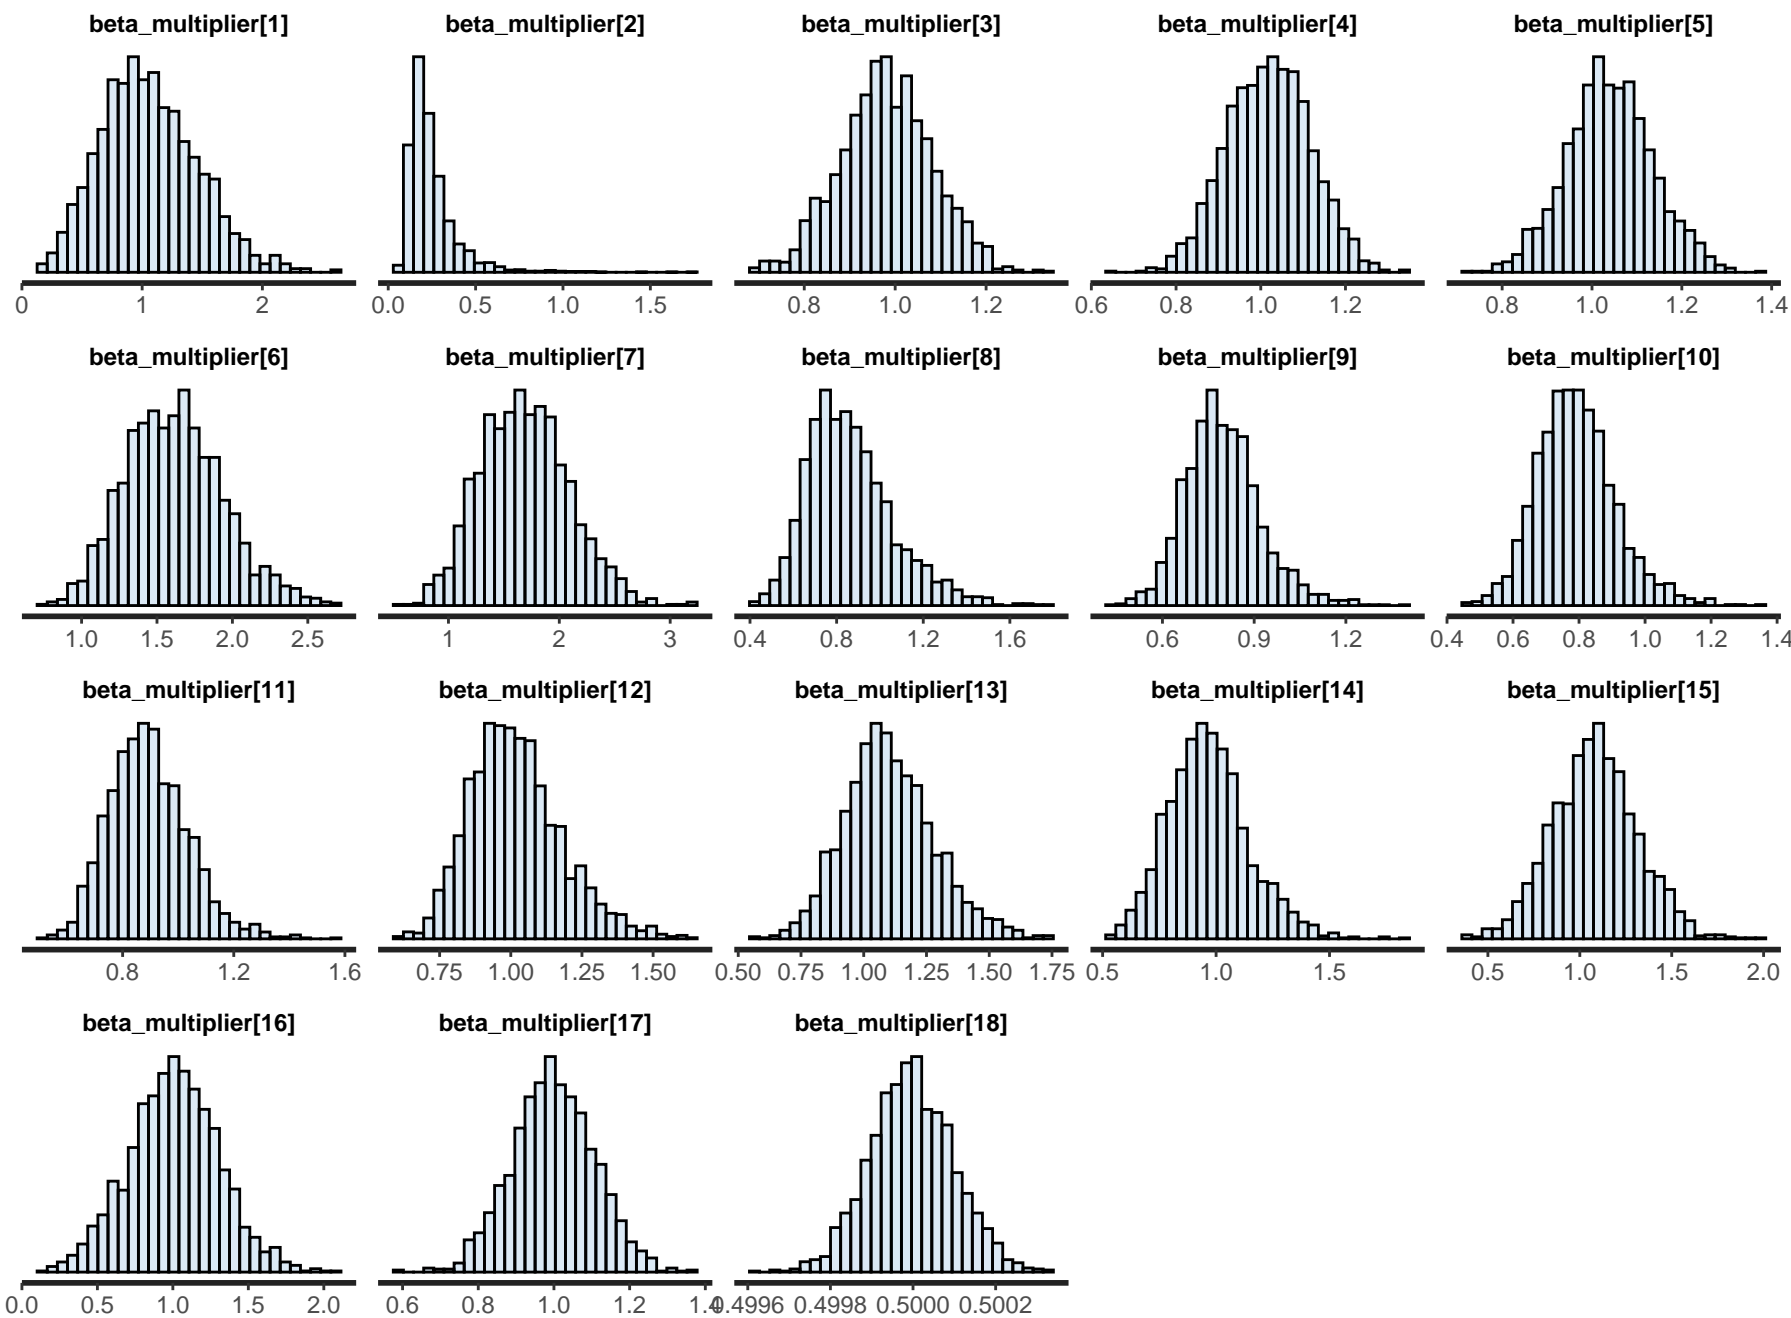 beta_multiplier[1] beta_multiplier[2] beta_multiplier[3] beta_multiplier[4] beta_multiplier[5]
0 1 2 0.0 0.5 1.0 1.5 0.8 1.0 1.2 0.6 0.8 1.0 1.2 0.8 1.0 1.2 1.4
beta_multiplier[6] beta_multiplier[7] beta_multiplier[8] beta_multiplier[9] beta_multiplier[10]
1.0 1.5 2.0 2.5 1 2 3 0.4 0.8 1.2 1.6 0.6 0.9 1.2 0.4 0.6 0.8 1.0 1.2 1.4
beta_multiplier[11] beta_multiplier[12] beta_multiplier[13] beta_multiplier[14] beta_multiplier[15]
0.8 1.2 1.6 0.75 1.00 1.25 1.50 0.50 0.75 1.00 1.25 1.50 1.75 0.5 1.0 1.5 0.5 1.0 1.5 2.0
beta_multiplier[16] beta_multiplier[17] beta_multiplier[18]
0.0 0.5 1.0 1.5 2.0 0.6 0.8 1.0 1.2 1.4 0.4996 0.4998 0.5000 0.5002